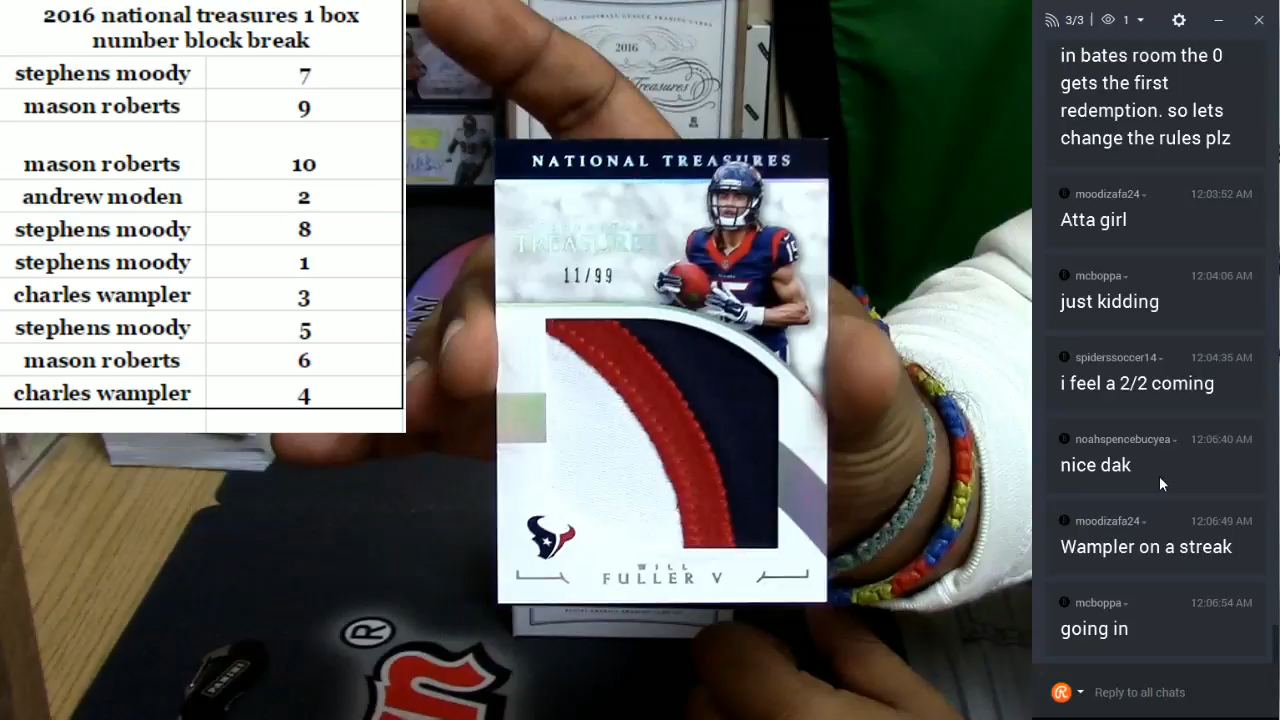 2016 national treasures 1 box
number block break
stephens moody 7
mason roberts 9
mason roberts 10
andrew moden 2
stephens moody 8
stephens moody 1
charles wampler 3
stephens moody 5
mason roberts 6
charles wampler 4
2016
NATIONAL TREASURES
TREASURES
11/99
15
WILL
FULLER V
®
PANINI
3/3 | 1
in bates room the 0
gets the first
redemption. so lets
change the rules plz
moodizafa24 12:03:52 AM
Atta girl
mcboppa 12:04:06 AM
just kidding
spiderssoccer14 12:04:35 AM
i feel a 2/2 coming
noahspencebucyea 12:06:40 AM
nice dak
moodizafa24 12:06:49 AM
Wampler on a streak
mcboppa 12:06:54 AM
going in
Reply to all chats